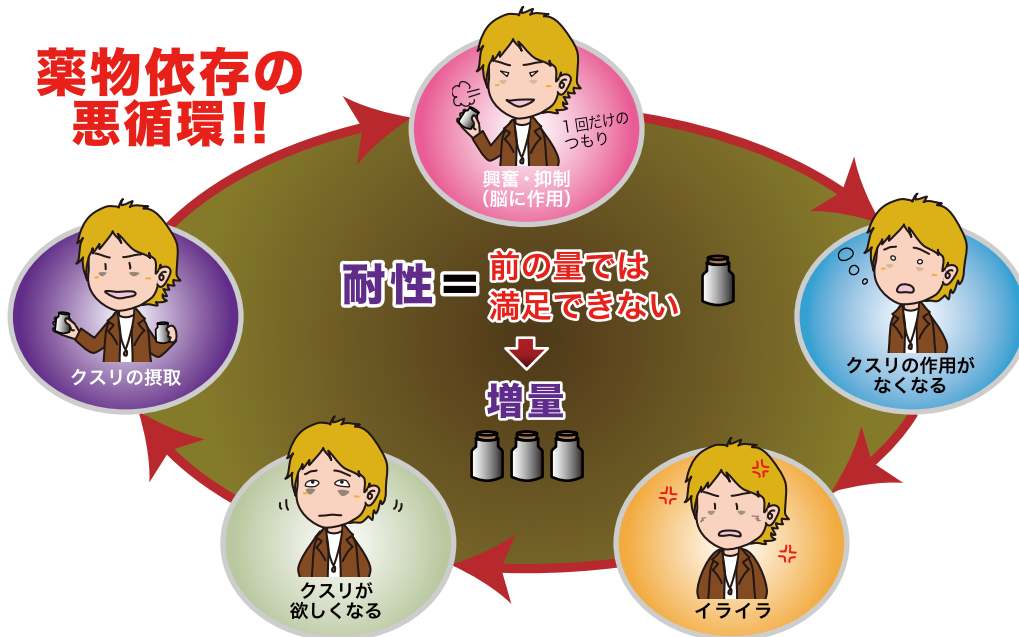 薬物依存の
悪循環!!
1回だけの
つもり
興奮・抑制
(脳に作用)
クスリの作用が
なくなる
イライラ
クスリが
欲しくなる
クスリの摂取
耐性=前の量では
満足できない
増量